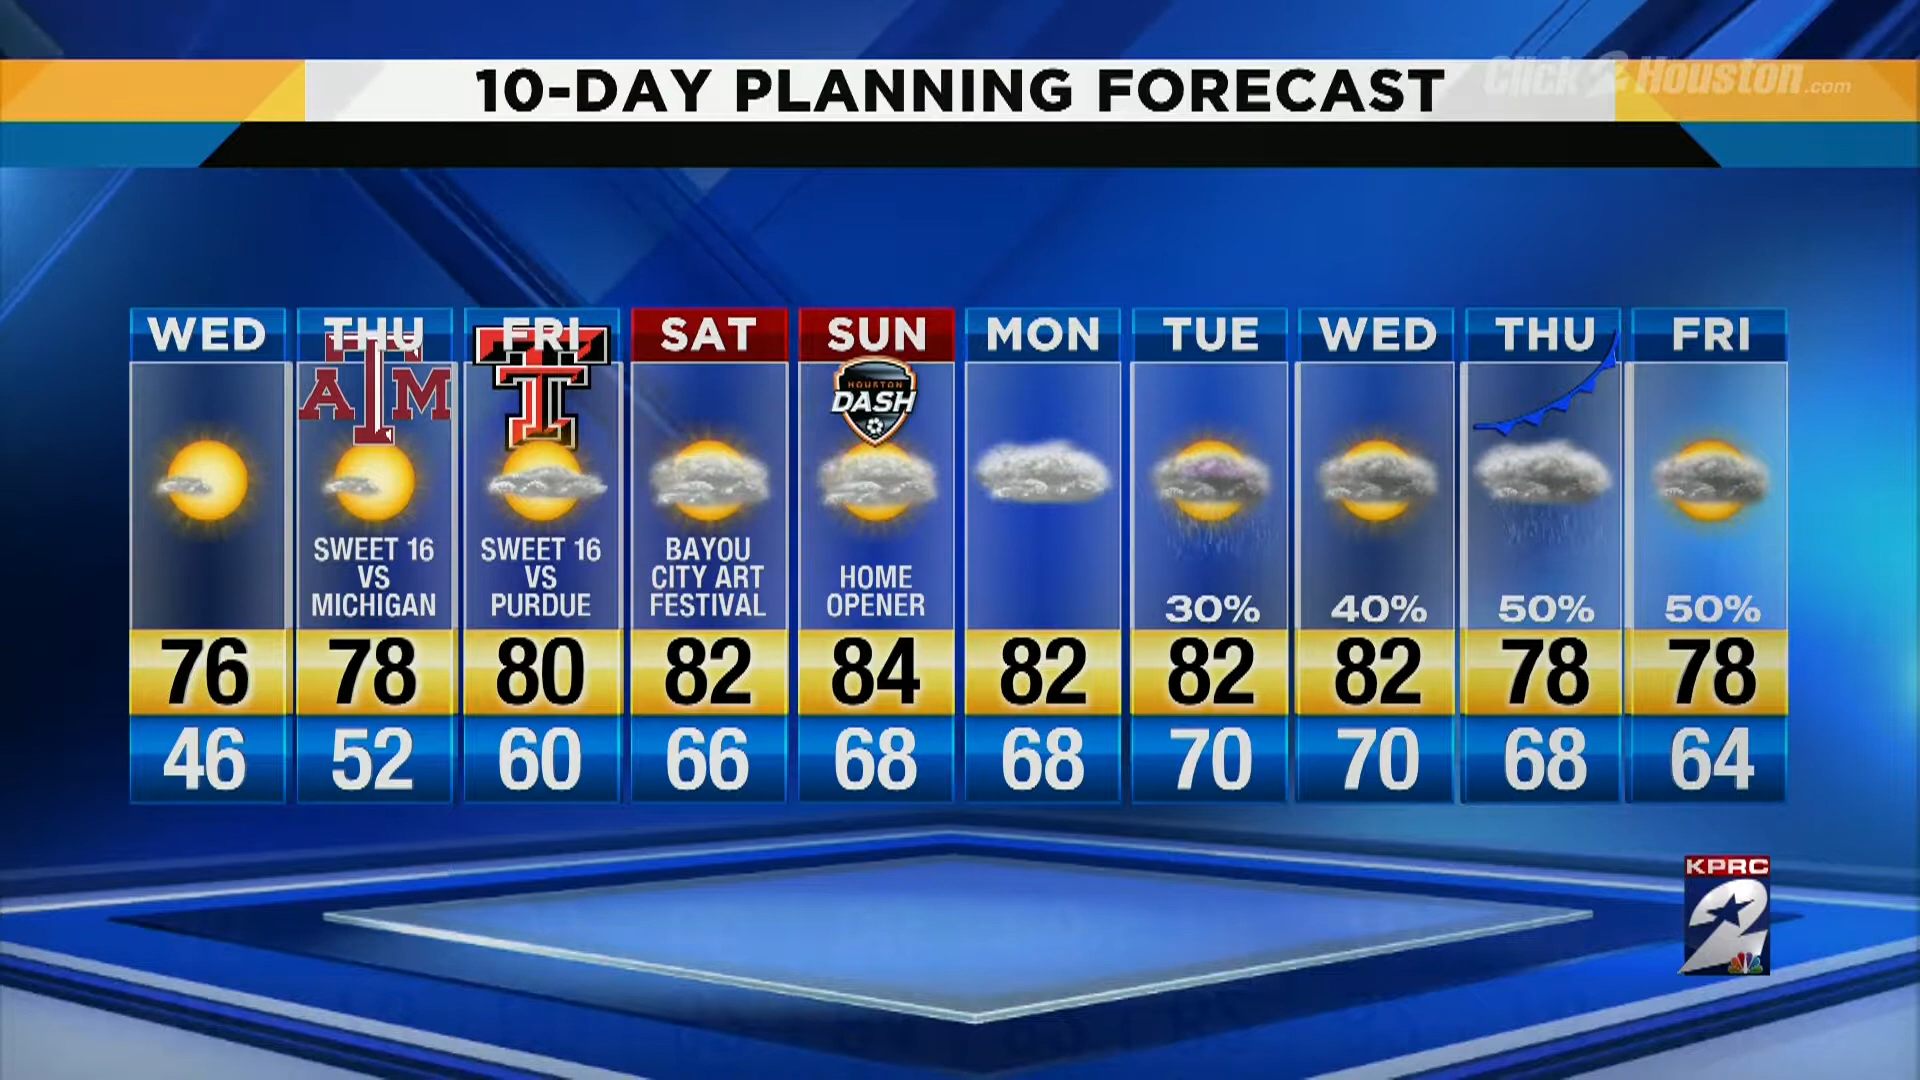 Click2Houston.com
10-DAY PLANNING FORECAST
WED THU FRI SAT SUN MON TUE WED THU FRI
A T M
T T
HOUSTON
DASH
SWEET 16
VS
MICHIGAN
SWEET 16
VS
PURDUE
BAYOU
CITY ART
FESTIVAL
HOME
OPENER
30% 40% 50% 50%
76 78 80 82 84 82 82 82 78 78
46 52 60 66 68 68 70 70 68 64
KPRC
2